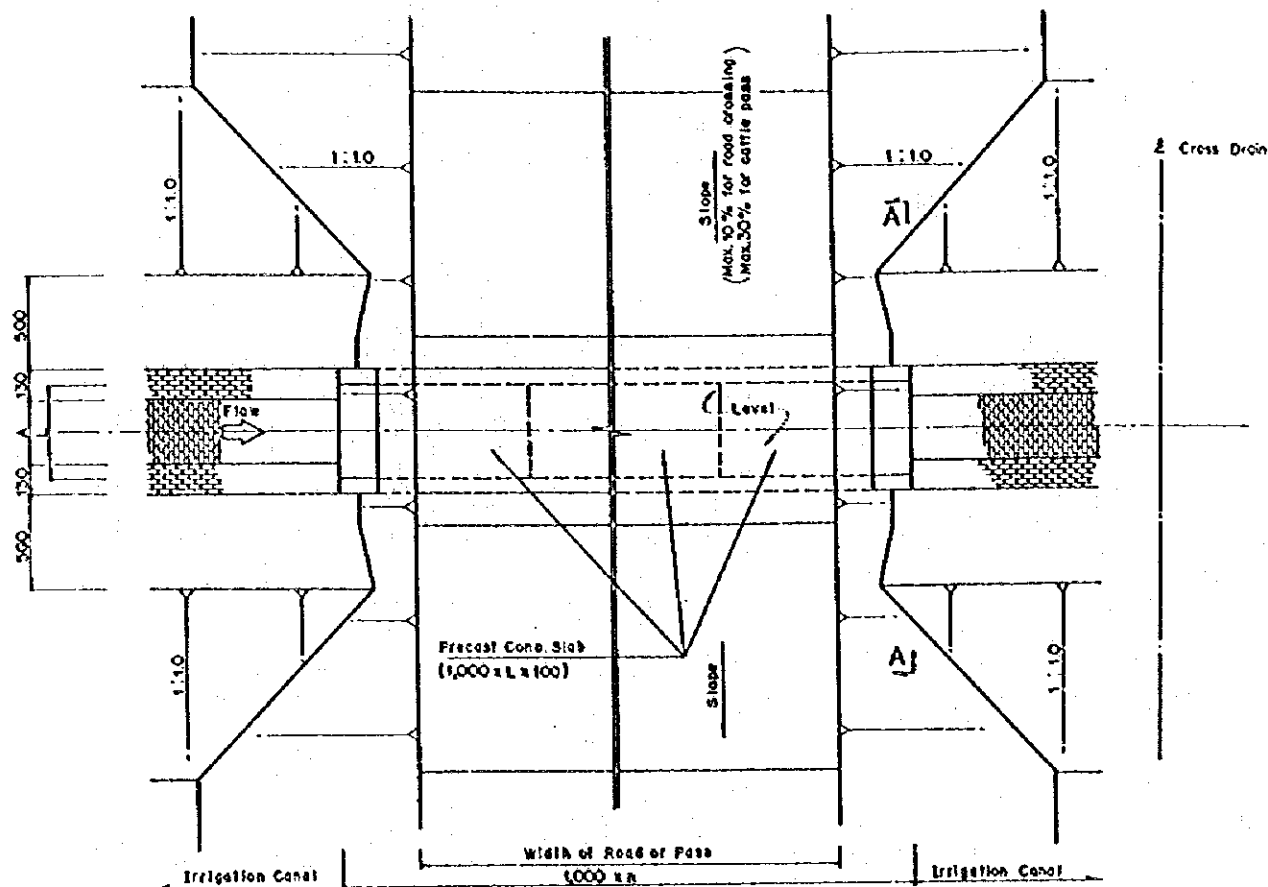 Slope
(Max. 10% for road crossing)
(Max. 30% for cattle pass)
Cross Drain
1:1.0
1:1.0
1:1.0
1:1.0
A
500
130
A
130
500
Flow
Level
Precast Conc. Slab
(1,000 x L x 100)
Slope
A
1:1.0
1:1.0
Width of Road or Pass
1,000 x n
Irrigation Canal
Irrigation Canal